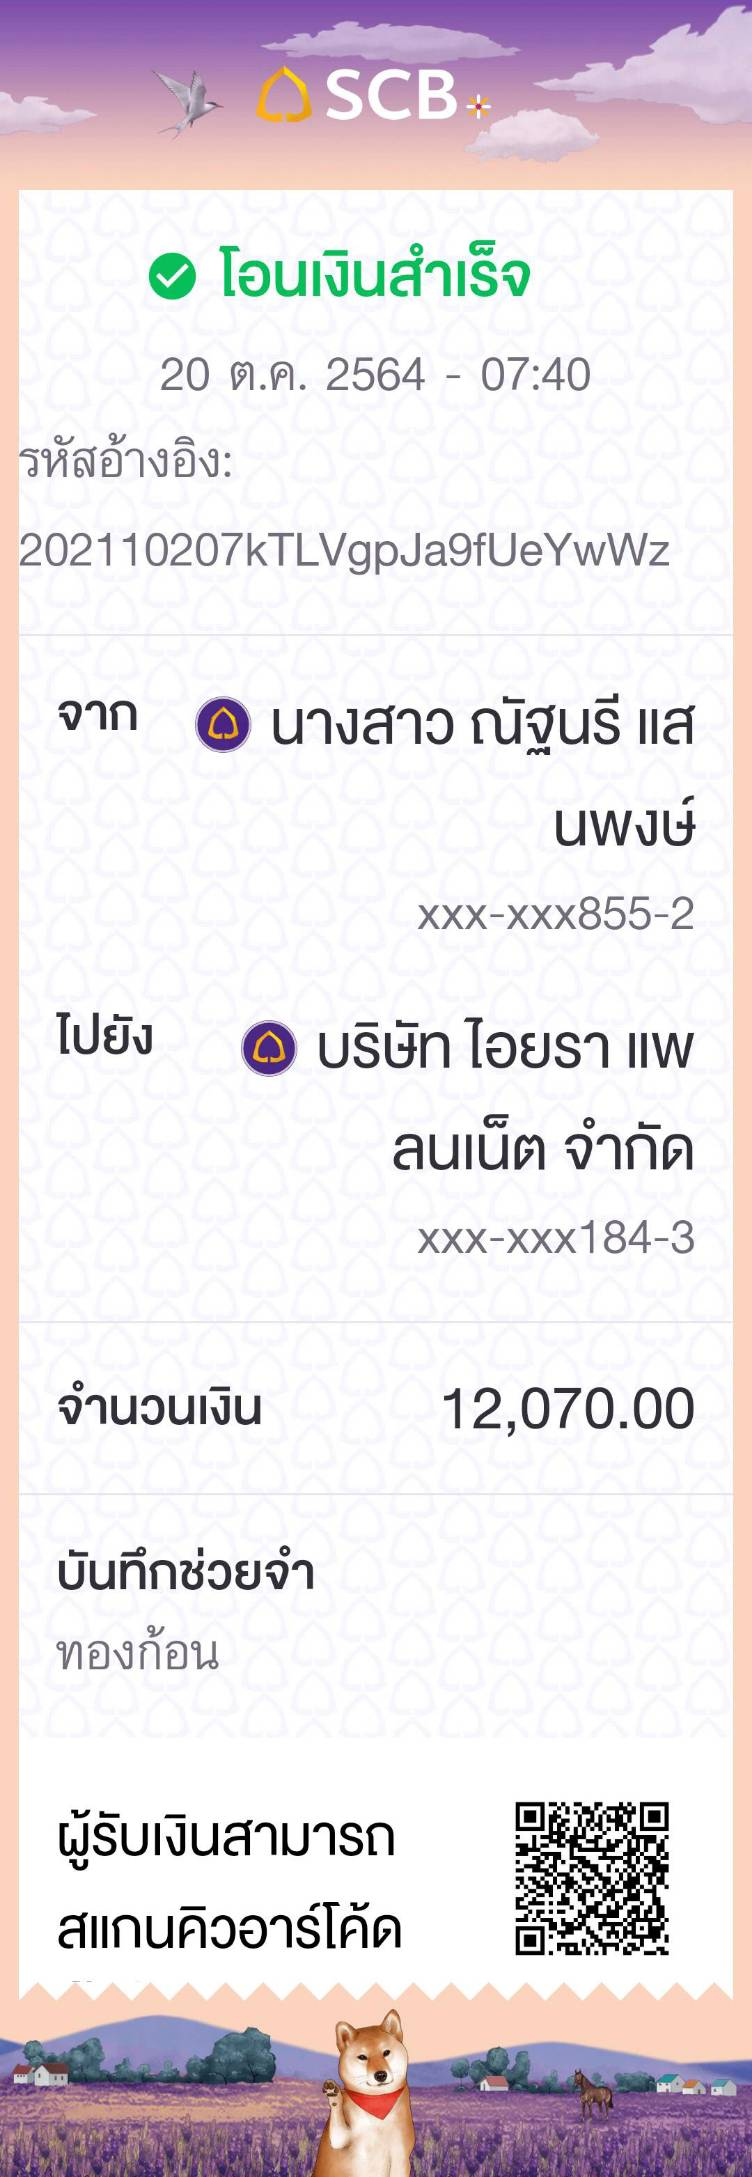 SCB
โอนเงินสำเร็จ
20 ต.ค. 2564 - 07:40
รหัสอ้างอิง:
202110207kTLVgpJa9fUeYwWz
จาก นางสาว ณัฐนรี แส
นพงษ์
xxx-xxx855-2
ไปยัง บริษัท ไอยรา แพ
ลนเน็ต จำกัด
xxx-xxx184-3
จำนวนเงิน 12,070.00
บันทึกช่วยจำ
ทองก้อน
ผู้รับเงินสามารถ
สแกนคิวอาร์โค้ด